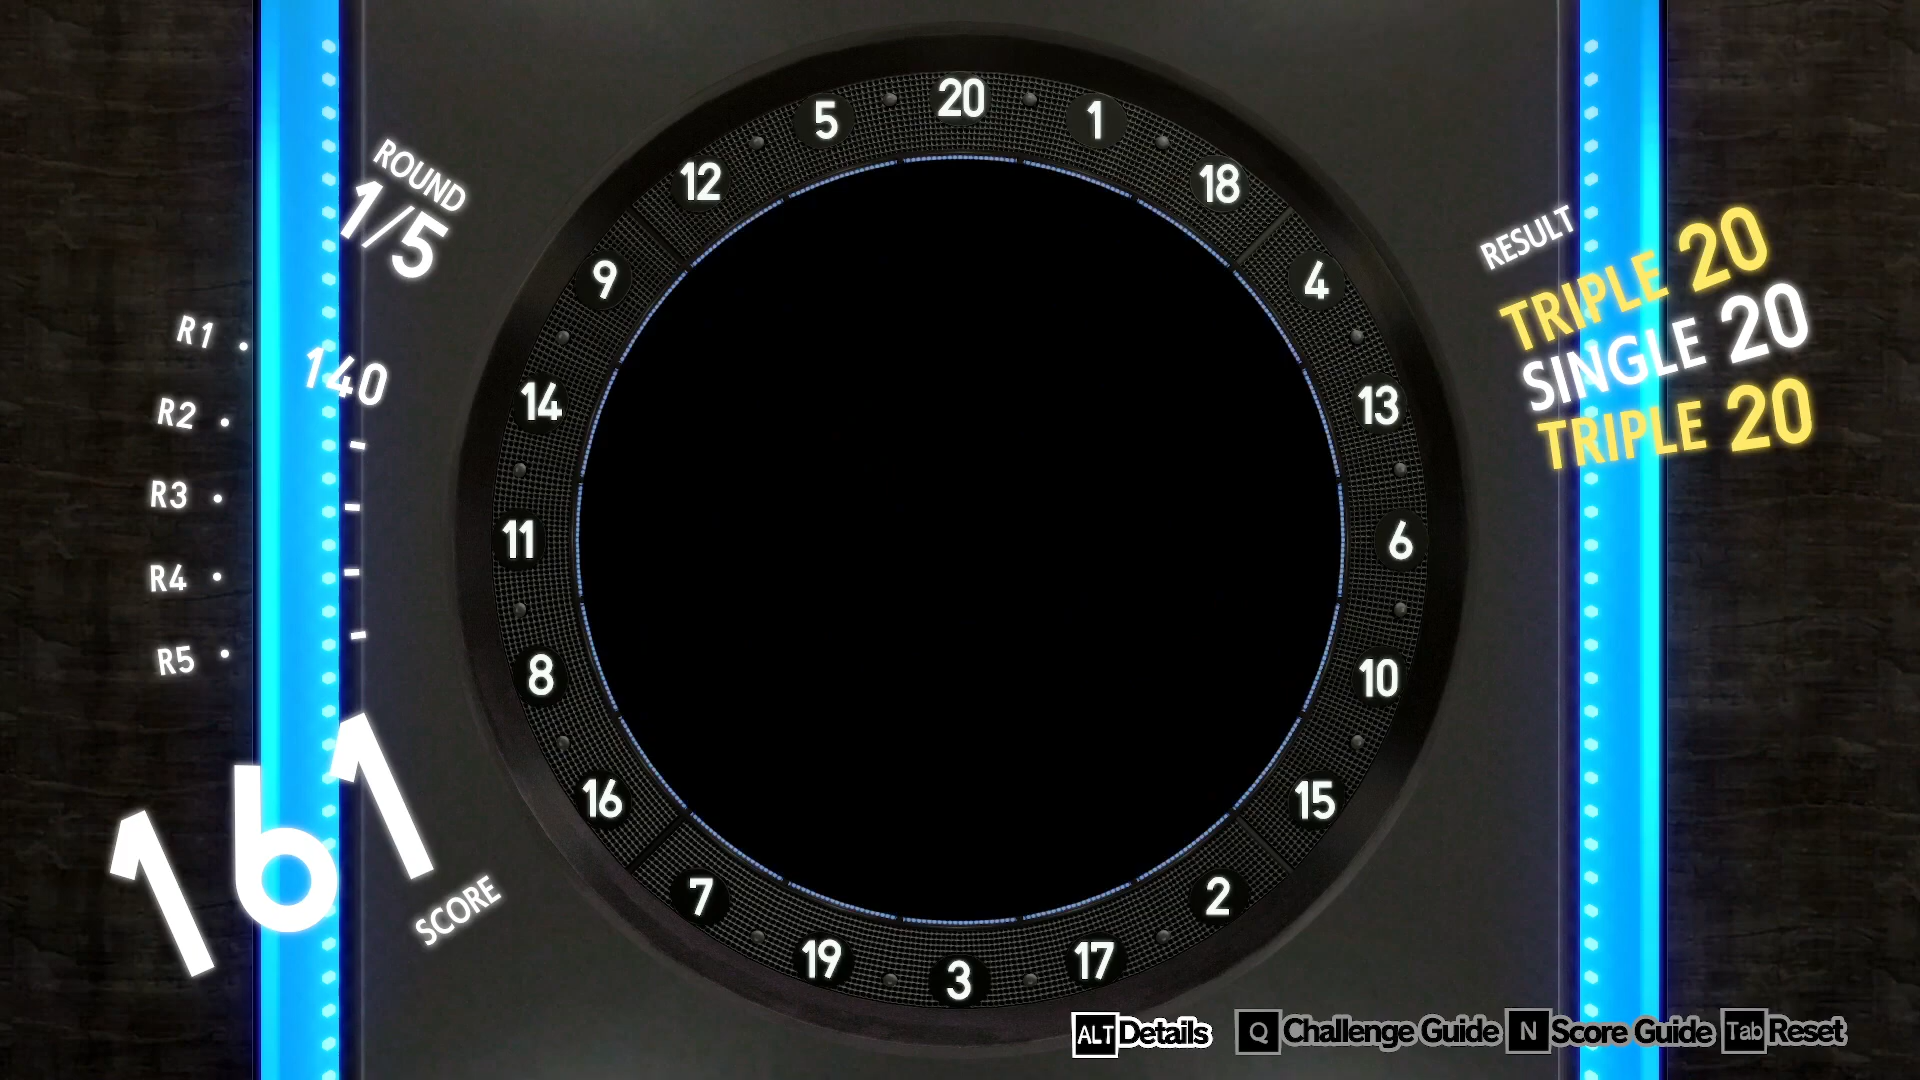 ROUND
1/5
R1 • 140
R2 • -
R3 • -
R4 • -
R5 • -
161
SCORE
20
1
18
4
13
6
10
15
2
17
3
19
7
16
8
11
14
9
12
5
RESULT
TRIPLE 20
SINGLE 20
TRIPLE 20
ALT Details Q Challenge Guide N Score Guide Tab Reset